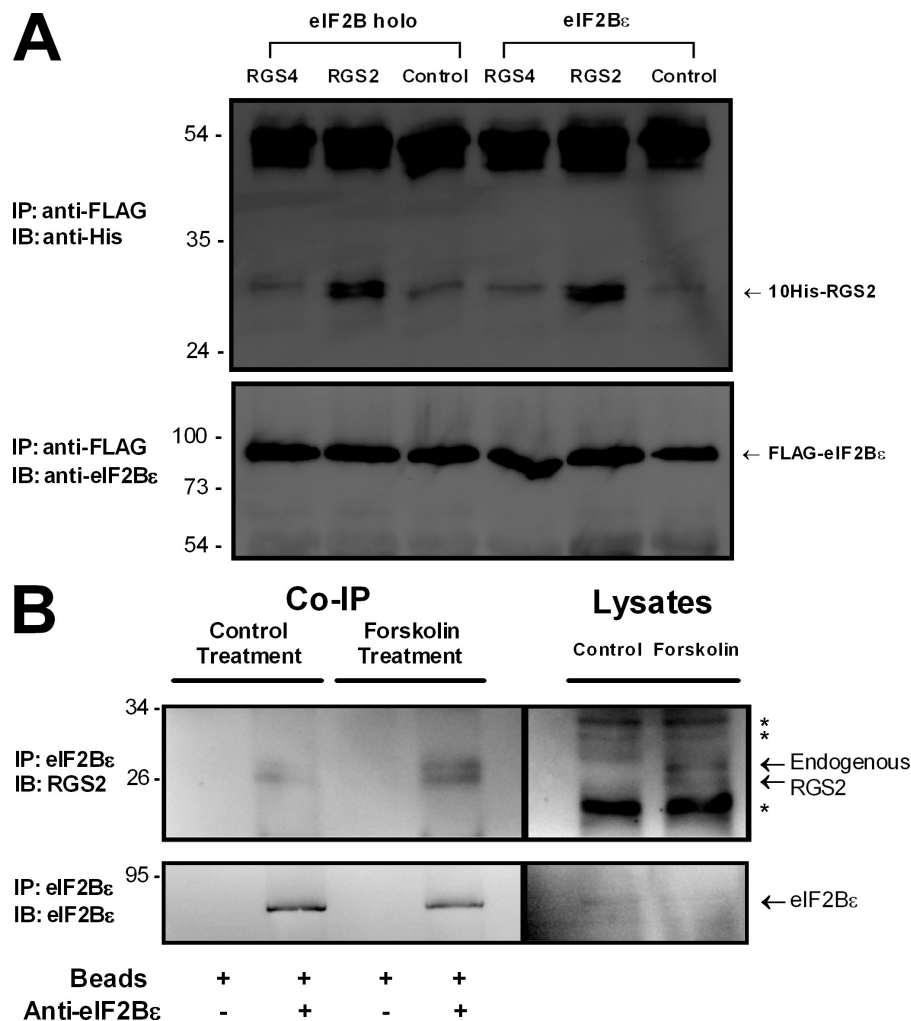 A
eIF2B holo
eIF2Bε
RGS4 RGS2 Control RGS4 RGS2 Control
54 -
IP: anti-FLAG
IB: anti-His
35 -
← 10His-RGS2
24 -
100 -
IP: anti-FLAG
IB: anti-eIF2Bε
← FLAG-eIF2Bε
73 -
54 -
B
Co-IP
Lysates
Control Treatment
Forskolin Treatment
Control Forskolin
34 -
*
*
IP: eIF2Bε
IB: RGS2
← Endogenous
← RGS2
26 -
*
95 -
IP: eIF2Bε
IB: eIF2Bε
← eIF2Bε
Beads + + + +
Anti-eIF2Bε - + - +